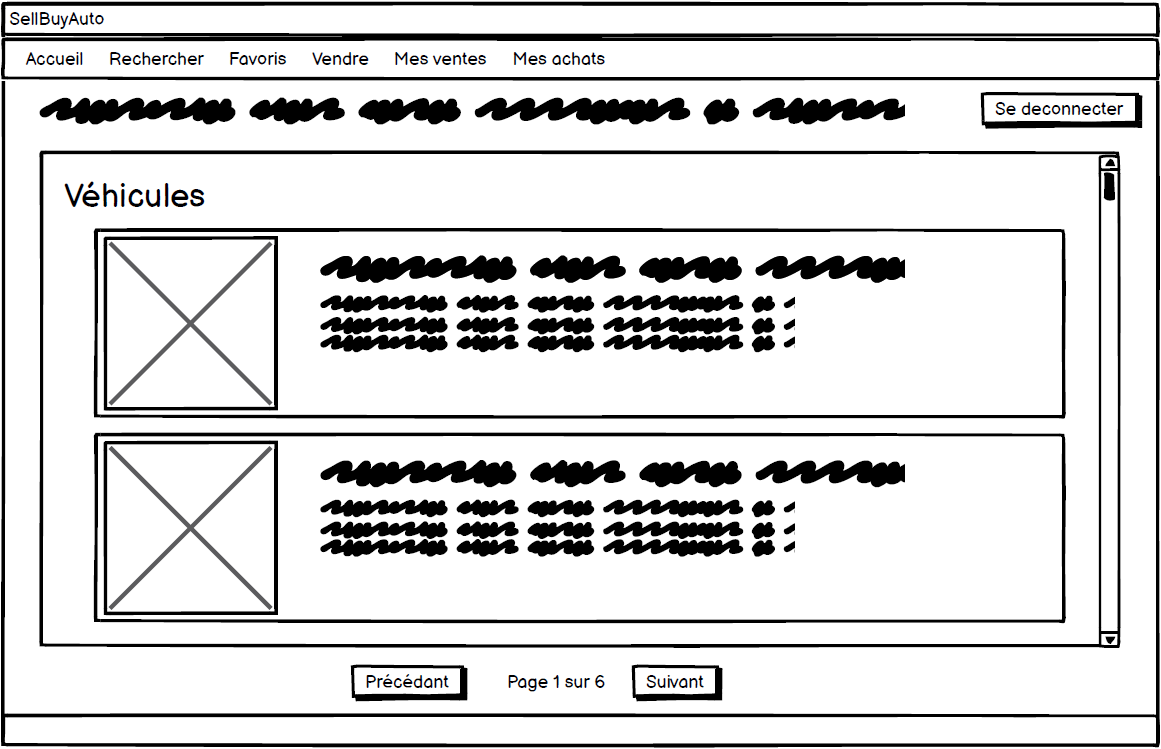 SellBuyAuto
Accueil Rechercher Favoris Vendre Mes ventes Mes achats
Se deconnecter
Véhicules
Précédant Page 1 sur 6 Suivant